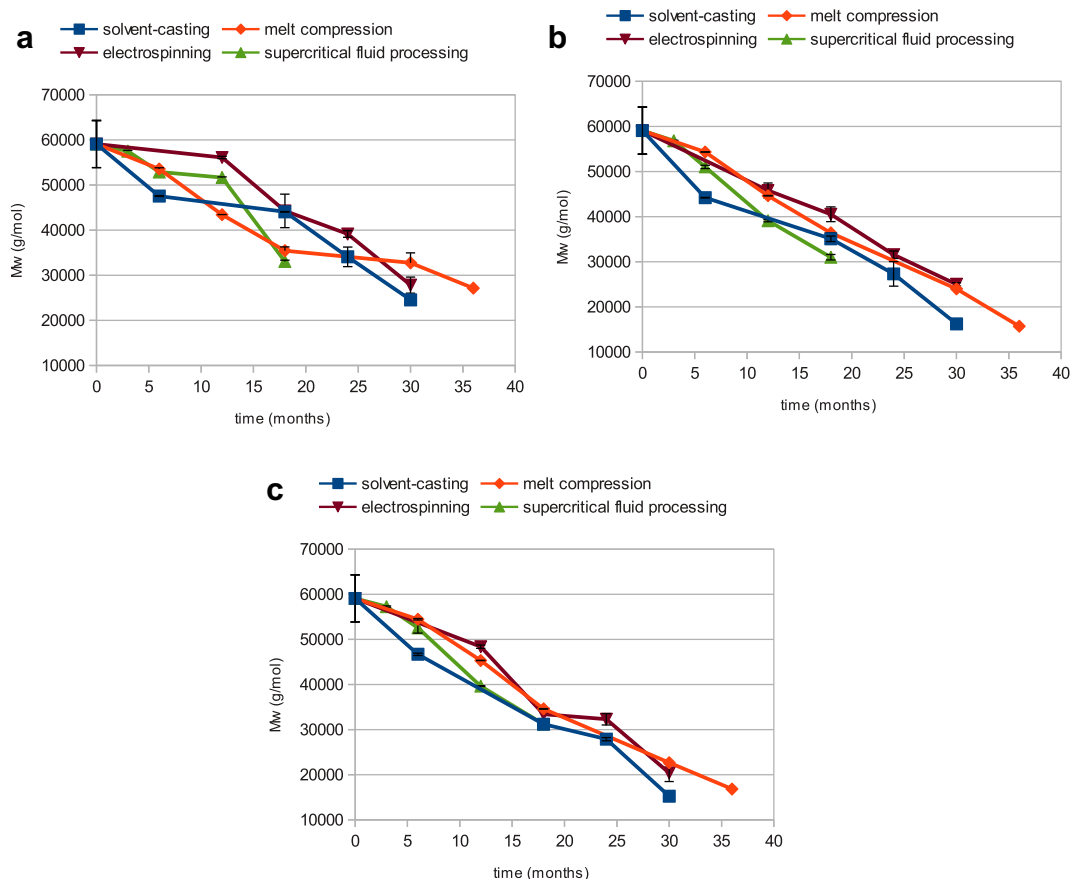 a
solvent-casting melt compression
electrospinning supercritical fluid processing
70000
60000
50000
40000
30000
20000
10000
Mw (g/mol)
0 5 10 15 20 25 30 35 40
time (months)
b
solvent-casting melt compression
electrospinning supercritical fluid processing
70000
60000
50000
40000
30000
20000
10000
Mw (g/mol)
0 5 10 15 20 25 30 35 40
time (months)
c
solvent-casting melt compression
electrospinning supercritical fluid processing
70000
60000
50000
40000
30000
20000
10000
Mw (g/mol)
0 5 10 15 20 25 30 35 40
time (months)